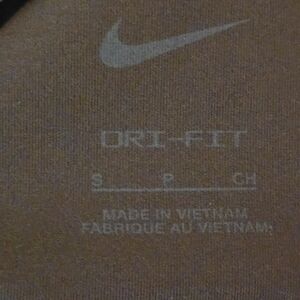 DRI-FIT
S P CH
MADE IN VIETNAM
FABRIQUE AU VIETNAM